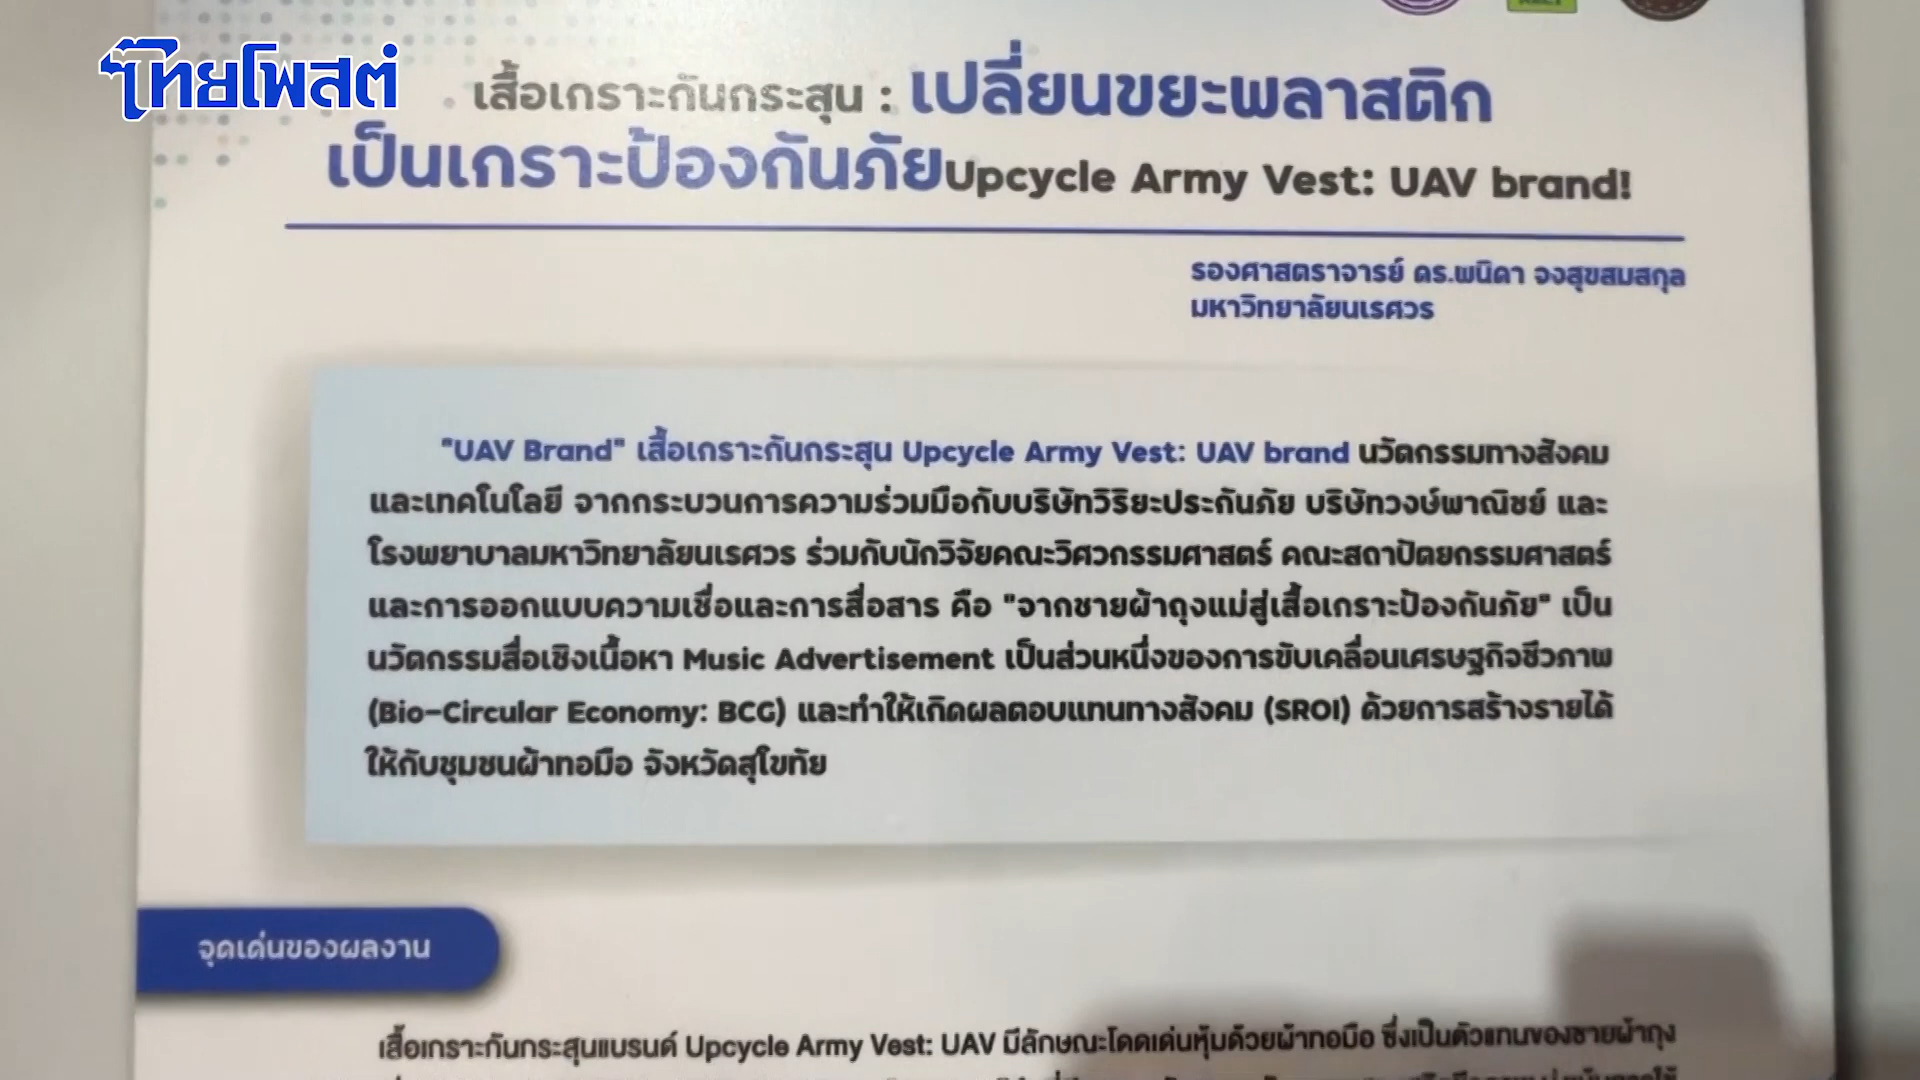 ไทยโพสต์
เสื้อเกราะกันกระสุน : เปลี่ยนขยะพลาสติก
เป็นเกราะป้องกันภัยUpcycle Army Vest: UAV brand!
รองศาสตราจารย์ ดร.พนิดา จงสุขสมสกุล
มหาวิทยาลัยนเรศวร
"UAV Brand" เสื้อเกราะกันกระสุน Upcycle Army Vest: UAV brand นวัตกรรมทางสังคม
และเทคโนโลยี จากกระบวนการความร่วมมือกับบริษัทวิริยะประกันภัย บริษัทวงษ์พาณิชย์ และ
โรงพยาบาลมหาวิทยาลัยนเรศวร ร่วมกับนักวิจัยคณะวิศวกรรมศาสตร์ คณะสถาปัตยกรรมศาสตร์
และการออกแบบความเชื่อและการสื่อสาร คือ "จากชายผ้าถุงแม่สู่เสื้อเกราะป้องกันภัย" เป็น
นวัตกรรมสื่อเชิงเนื้อหา Music Advertisement เป็นส่วนหนึ่งของการขับเคลื่อนเศรษฐกิจชีวภาพ
(Bio-Circular Economy: BCG) และทำให้เกิดผลตอบแทนทางสังคม (SROI) ด้วยการสร้างรายได้
ให้กับชุมชนผ้าทอมือ จังหวัดสุโขทัย
จุดเด่นของผลงาน
เสื้อเกราะกันกระสุนแบรนด์ Upcycle Army Vest: UAV มีลักษณะโดดเด่นหุ้มด้วยผ้าทอมือ ซึ่งเป็นตัวแทนของชายผ้าถุง